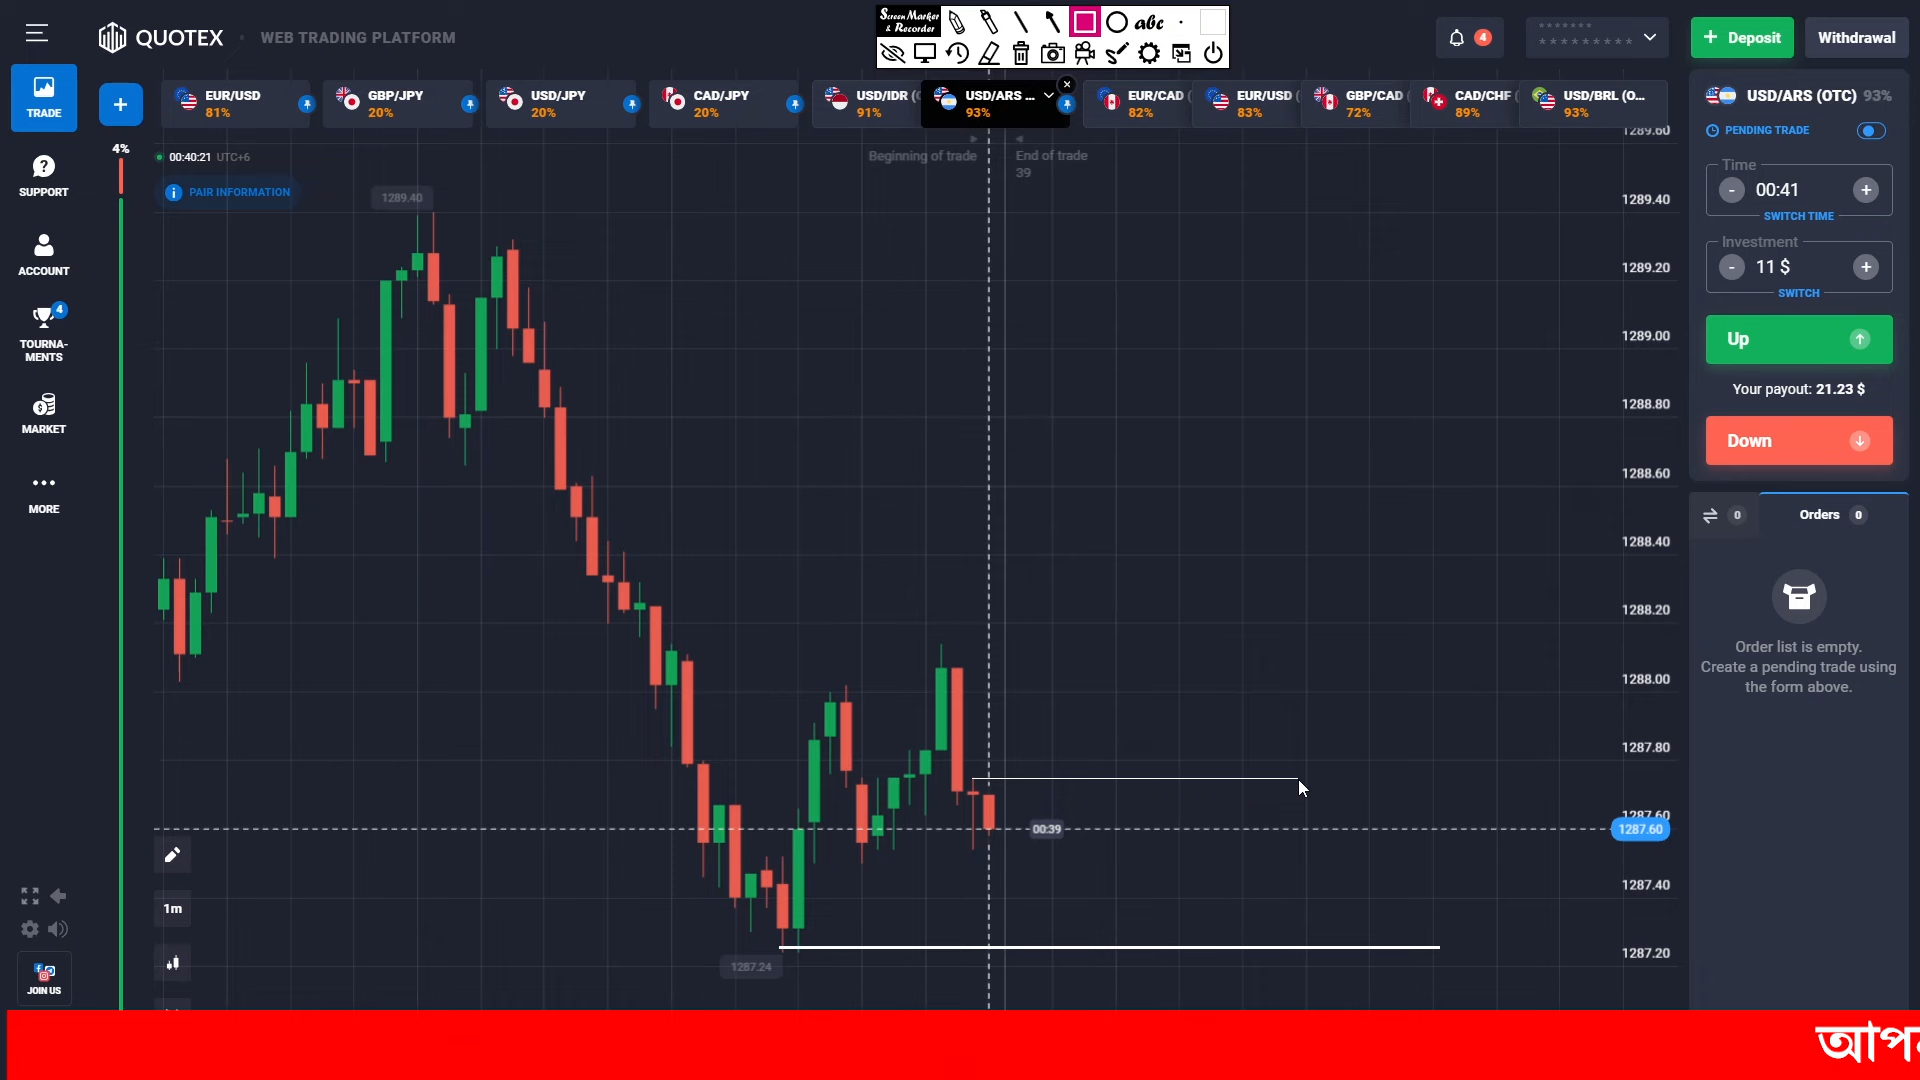 QUOTEX
WEB TRADING PLATFORM
Screen Marker
& Recorder
abc
4
*******
*********
+ Deposit
Withdrawal
TRADE
SUPPORT
ACCOUNT
4
TOURNA-
MENTS
MARKET
MORE
JOIN US
+
EUR/USD
81%
GBP/JPY
20%
USD/JPY
20%
CAD/JPY
20%
USD/IDR (
91%
USD/ARS ...
93%
EUR/CAD (
82%
EUR/USD (
83%
GBP/CAD (
72%
CAD/CHF (
89%
USD/BRL (O...
93%
4%
00:40:21 UTC+6
PAIR INFORMATION
Beginning of trade
End of trade
39
1289.40
1287.24
00:39
1m
1289.60
1289.40
1289.20
1289.00
1288.80
1288.60
1288.40
1288.20
1288.00
1287.80
1287.60
1287.60
1287.40
1287.20
USD/ARS (OTC) 93%
PENDING TRADE
Time
- 00:41 +
SWITCH TIME
Investment
- 11 $ +
SWITCH
Up
Your payout: 21.23 $
Down
0
Orders 0
Order list is empty.
Create a pending trade using
the form above.